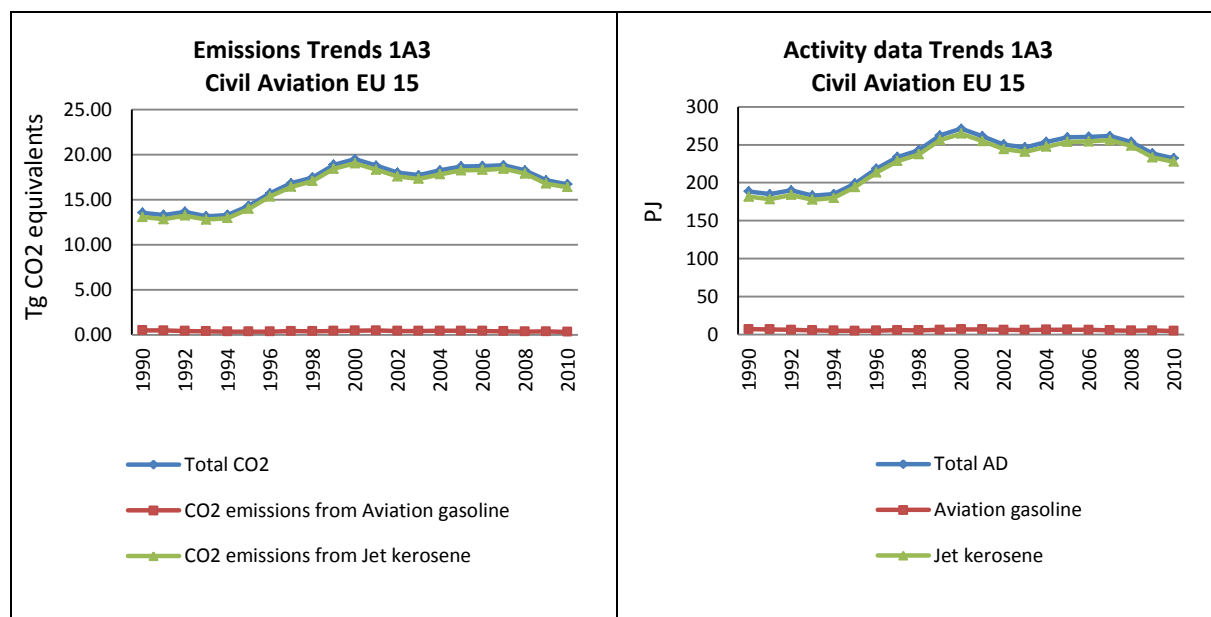 Emissions Trends 1A3
Civil Aviation EU 15
Tg CO2 equivalents
25.00
20.00
15.00
10.00
5.00
0.00
1990
1992
1994
1996
1998
2000
2002
2004
2006
2008
2010
Total CO2
CO2 emissions from Aviation gasoline
CO2 emissions from Jet kerosene
Activity data Trends 1A3
Civil Aviation EU 15
PJ
300
250
200
150
100
50
0
1990
1992
1994
1996
1998
2000
2002
2004
2006
2008
2010
Total AD
Aviation gasoline
Jet kerosene